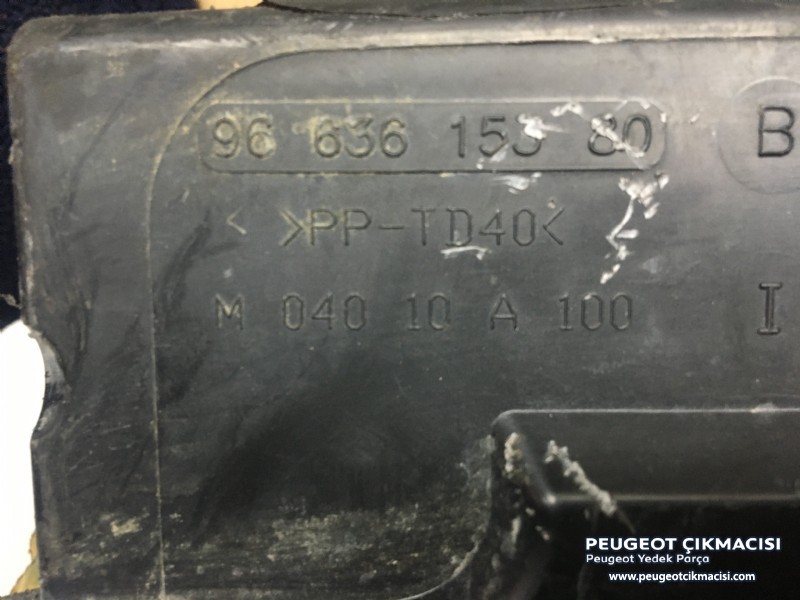 96 636 153 80 B
< >PP-TD40<
M 040 10 A 100 I
PEUGEOT ÇIKMACISI
Peugeot Yedek Parça
www.peugeotcikmacisi.com